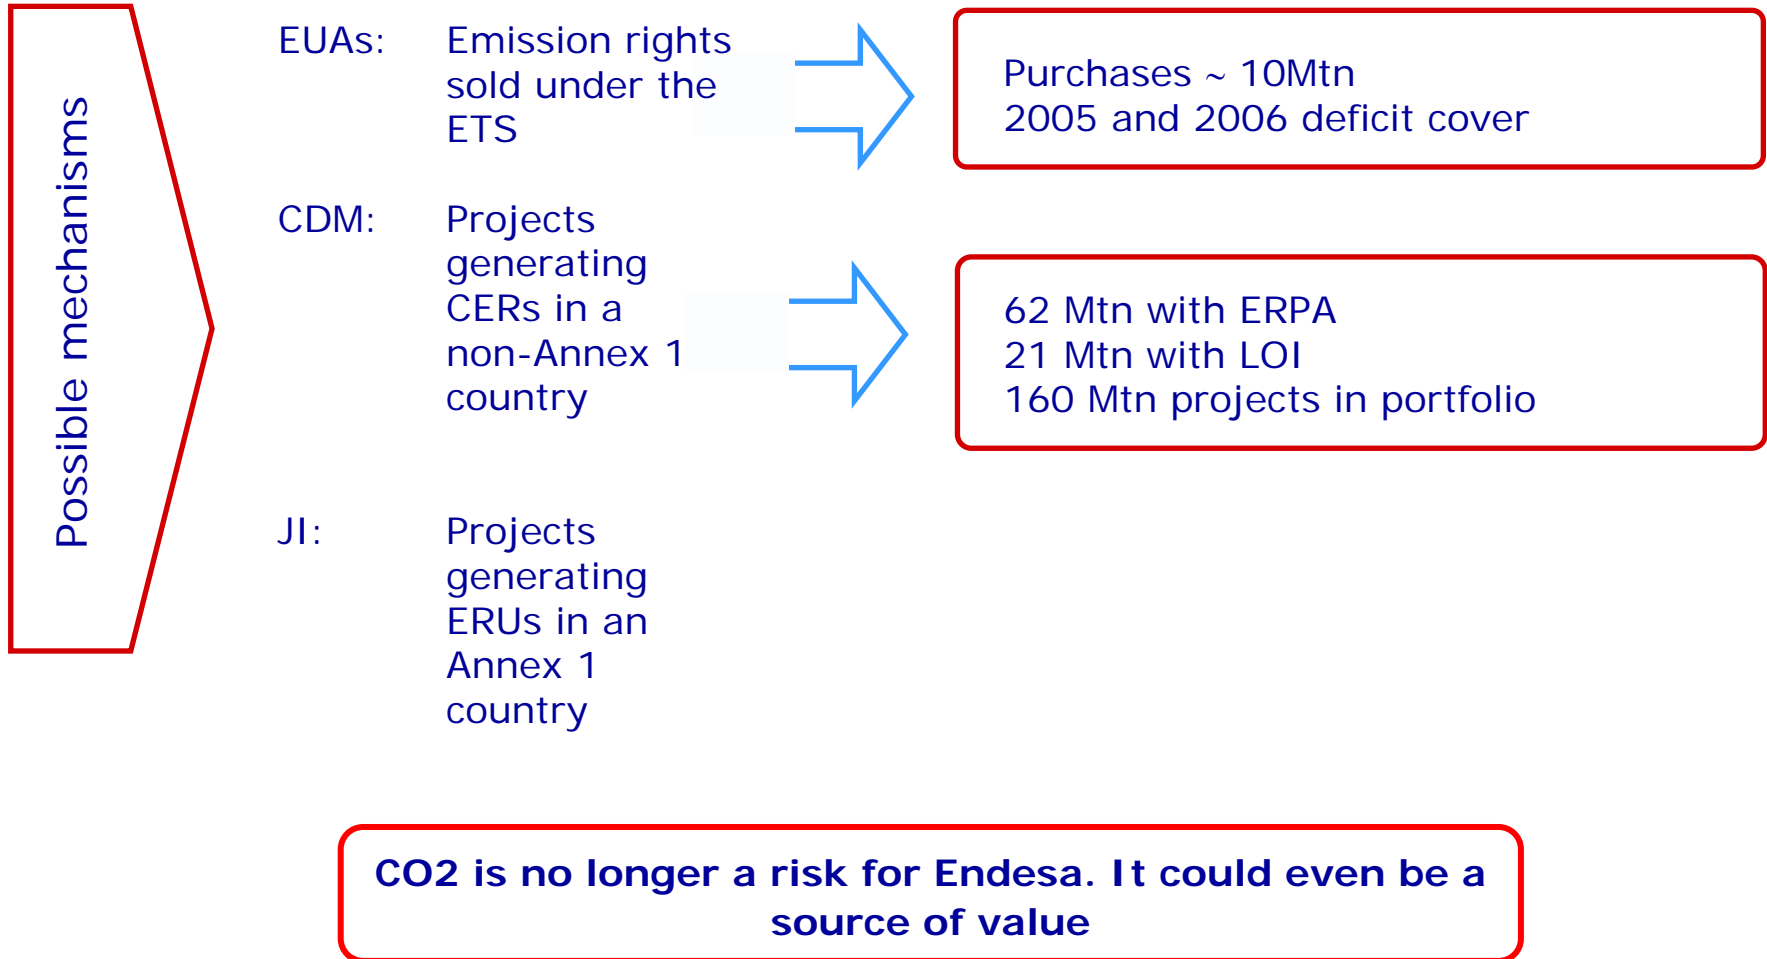 Possible mechanisms
EUAs: Emission rights
sold under the
ETS
Purchases ~ 10Mtn
2005 and 2006 deficit cover
CDM: Projects
generating
CERs in a
non-Annex 1
country
62 Mtn with ERPA
21 Mtn with LOI
160 Mtn projects in portfolio
JI: Projects
generating
ERUs in an
Annex 1
country
CO2 is no longer a risk for Endesa. It could even be a
source of value